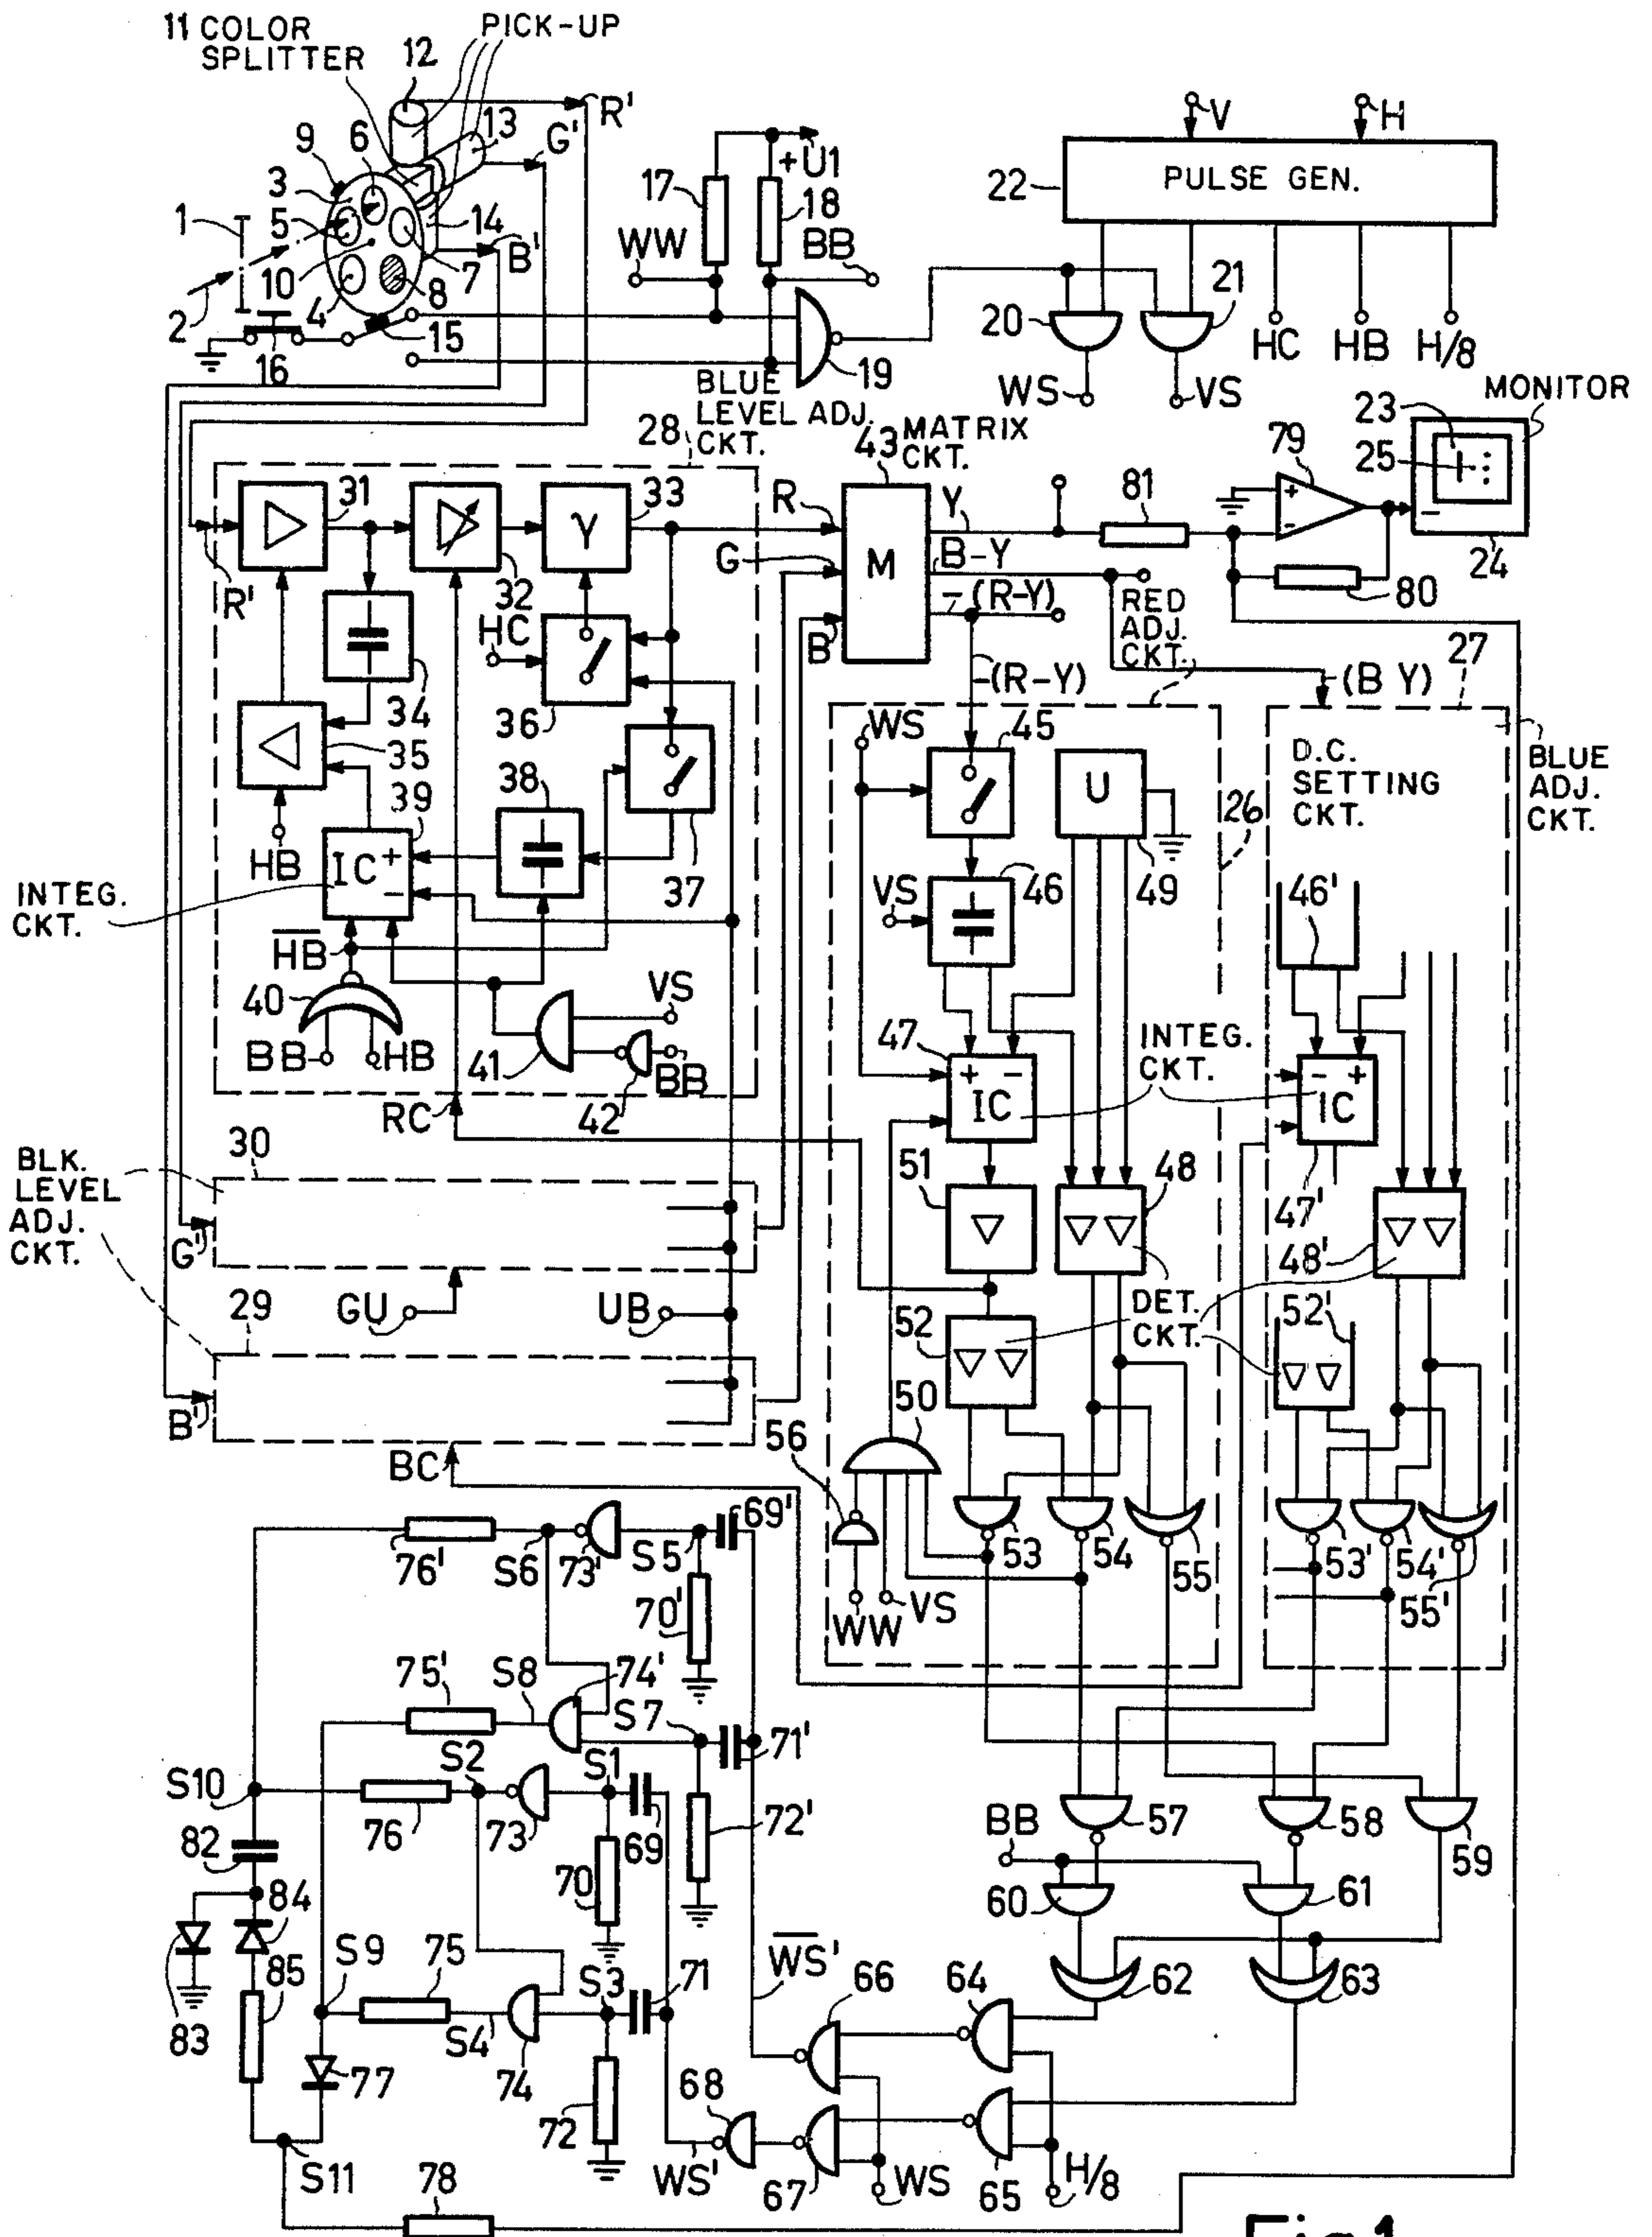 11 COLOR
SPLITTER
PICK-UP
12
R'
13
G'
9
6
3
1
5
14
10
B'
2
4
8
7
15
16
17
+U1
18
WW
BB
19
V
H
22
PULSE GEN.
20
21
HC
HB
H/8
WS
VS
BLUE
LEVEL ADJ.
CKT.
28
43
MATRIX
CKT.
MONITOR
23
25
79
24
31
32
33
γ
R'
R
G
B
M
Y
B-Y
-(R-Y)
81
+
-
-
80
RED
ADJ.
CKT.
-(R-Y)
(B Y)
27
HC
34
36
35
39
38
37
HB
IC
+
-
INTEG.
CKT.
HB
40
BB
HB
41
VS
BB
42
RC
WS
45
U
49
26
D.C.
SETTING
CKT.
BLUE
ADJ.
CKT.
VS
46
46'
47
+ -
IC
INTEG.
CKT.
- +
IC
47'
30
BLK.
LEVEL
ADJ.
CKT.
G'
51
48
48'
GU
UB
29
52
DET.
CKT.
52'
B'
BC
50
56
53
54
55
53'
54'
55'
WW
VS
69'
76'
S6
73'
S5
70'
75'
S8
74'
S7
71'
S10
S2
S1
76
73
69
72'
82
70
84
83
85
S9
75
S3
71
S4
74
77
72
WS'
66
64
68
WS'
67
WS
65
H/8
S11
78
BB
57
58
59
60
61
62
63
Fig.1